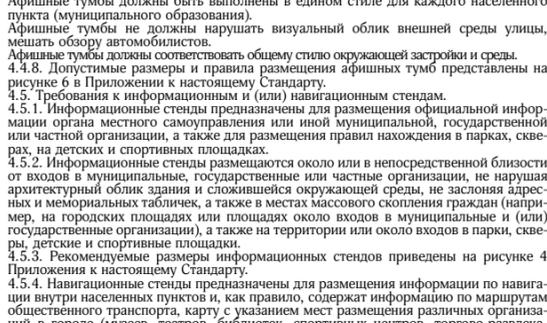 Афишные тумбы должны быть выполнены в едином стиле для каждого населенного
пункта (муниципального образования).
Афишные тумбы не должны нарушать визуальный облик внешней среды улицы,
мешать обзору автомобилистов.
Афишные тумбы должны соответствовать общему стилю окружающей застройки и среды.
4.4.8. Допустимые размеры и правила размещения афишных тумб представлены на
рисунке 6 в Приложении к настоящему Стандарту.
4.5. Требования к информационным и (или) навигационным стендам.
4.5.1. Информационные стенды предназначены для размещения официальной инфор-
мации органа местного самоуправления или иной муниципальной, государственной
или частной организации, а также для размещения правил нахождения в парках, скве-
рах, на детских и спортивных площадках.
4.5.2. Информационные стенды размещаются около или в непосредственной близости
от входов в муниципальные, государственные или частные организации, не нарушая
архитектурный облик здания и сложившейся окружающей среды, не заслоняя адрес-
ных и мемориальных табличек, а также в местах массового скопления граждан (напри-
мер, на городских площадях или площадях около входов в муниципальные и (или)
государственные организации), а также на территории или около входов в парки, скве-
ры, детские и спортивные площадки.
4.5.3. Рекомендуемые размеры информационных стендов приведены на рисунке 4
Приложения к настоящему Стандарту.
4.5.4. Навигационные стенды предназначены для размещения информации по навига-
ции внутри населенных пунктов и, как правило, содержат информацию по маршрутам
общественного транспорта, карту с указанием мест размещения различных организа-
ций в городе (музеев, театров, библиотек, спортивных центров, торгово-развлека-